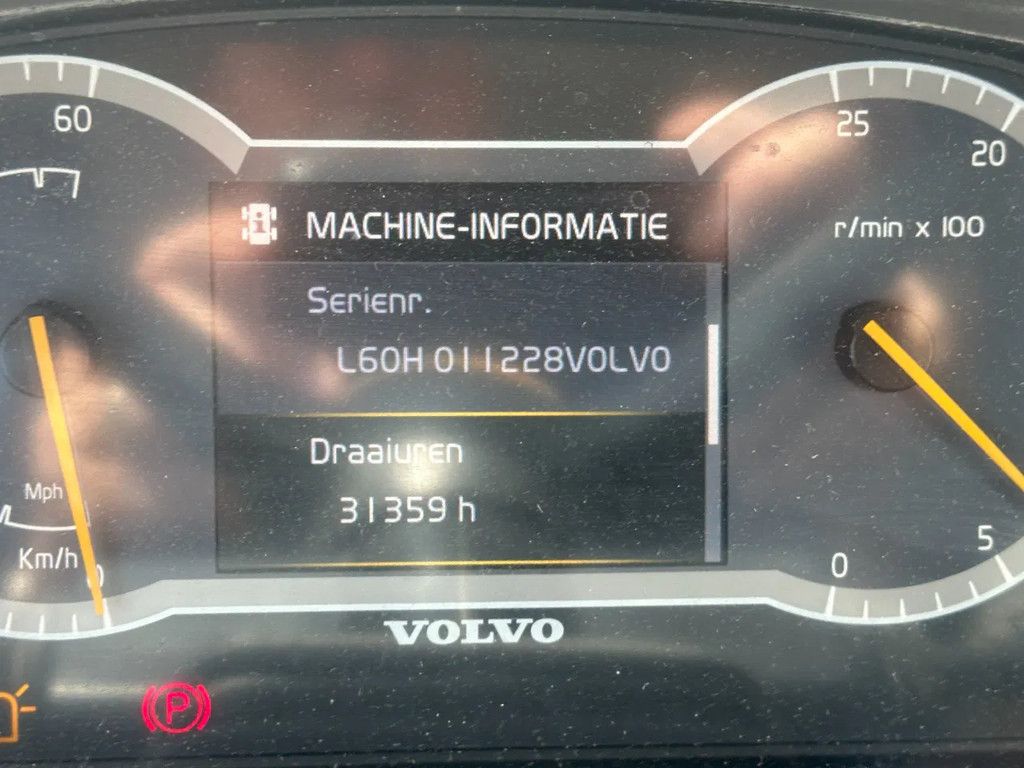 60
25
20
MACHINE-INFORMATIE
r/min x 100
Serienr.
L60H 011228VOLVO
Draaiuren
31359 h
Mph
Km/h
0
0
5
VOLVO
P